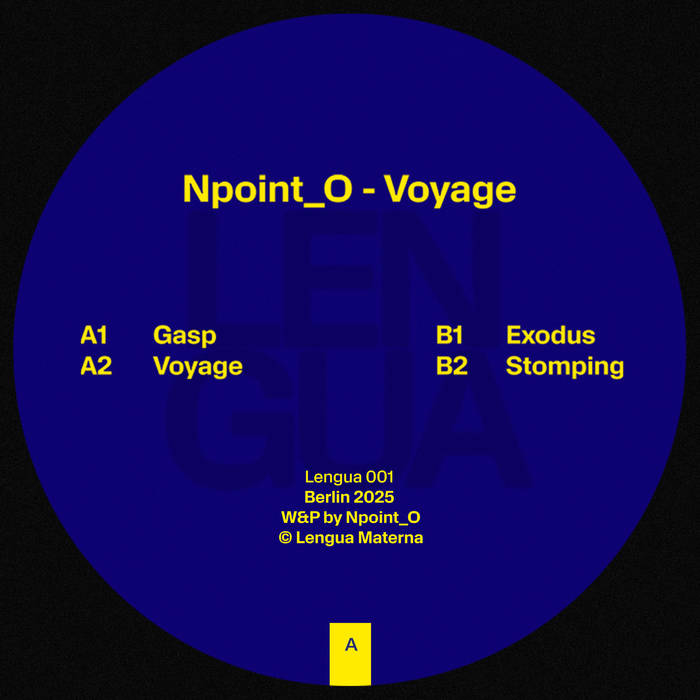 Npoint_O - Voyage
LEN
GUA
A1 Gasp
A2 Voyage
B1 Exodus
B2 Stomping
Lengua 001
Berlin 2025
W&P by Npoint_O
© Lengua Materna
A